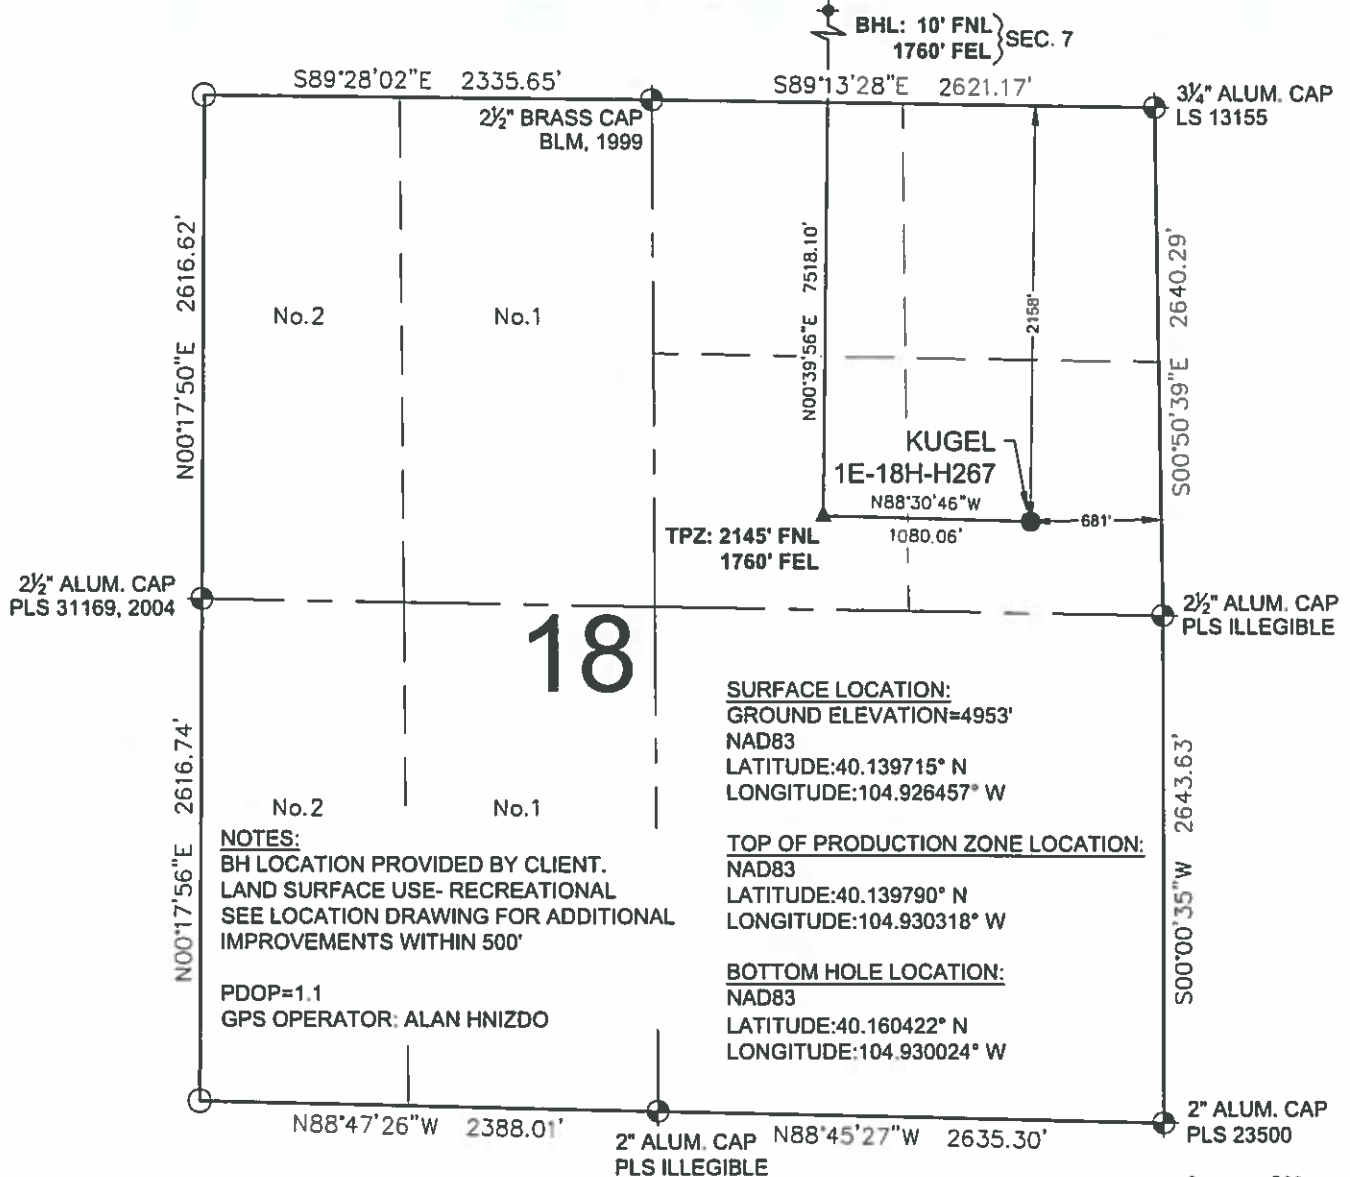 BHL: 10' FNL
1760' FEL
SEC. 7
S89°28'02"E 2335.65'
S89°13'28"E 2621.17'
3¼" ALUM. CAP
LS 13155
2½" BRASS CAP
BLM, 1999
N00°17'50"E 2616.62'
No.2
No.1
N00°39'56"E 7518.10'
2158'
S00°50'39"E 2640.29'
KUGEL
1E-18H-H267
N88°30'46"W
1080.06'
681'
TPZ: 2145' FNL
1760' FEL
2½" ALUM. CAP
PLS 31169, 2004
2½" ALUM. CAP
PLS ILLEGIBLE
18
SURFACE LOCATION:
GROUND ELEVATION=4953'
NAD83
LATITUDE:40.139715° N
LONGITUDE:104.926457° W
TOP OF PRODUCTION ZONE LOCATION:
NAD83
LATITUDE:40.139790° N
LONGITUDE:104.930318° W
BOTTOM HOLE LOCATION:
NAD83
LATITUDE:40.160422° N
LONGITUDE:104.930024° W
N00°17'56"E 2616.74'
No.2
No.1
NOTES:
BH LOCATION PROVIDED BY CLIENT.
LAND SURFACE USE- RECREATIONAL
SEE LOCATION DRAWING FOR ADDITIONAL
IMPROVEMENTS WITHIN 500'
PDOP=1.1
GPS OPERATOR: ALAN HNIZDO
S00°00'35"W 2643.63'
N88°47'26"W 2388.01'
2" ALUM. CAP
PLS ILLEGIBLE
N88°45'27"W 2635.30'
2" ALUM. CAP
PLS 23500